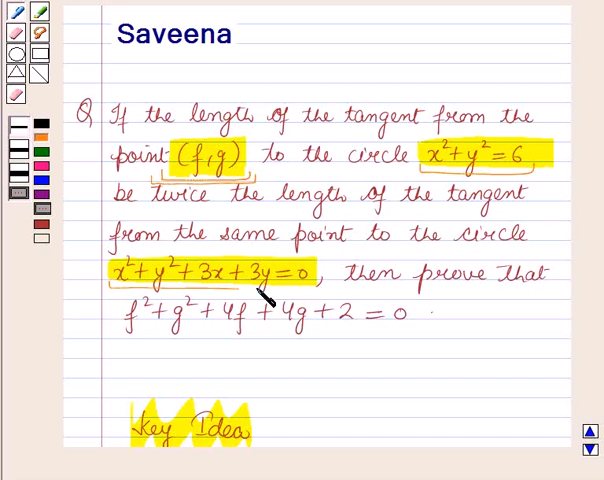 Saveena
Q If the length of the tangent from the
point (f,g) to the circle x²+y²=6
be twice the length of the tangent
from the same point to the circle
x²+y²+3x+3y=0, then prove that
f²+g²+4f+4g+2=0.
Key Idea